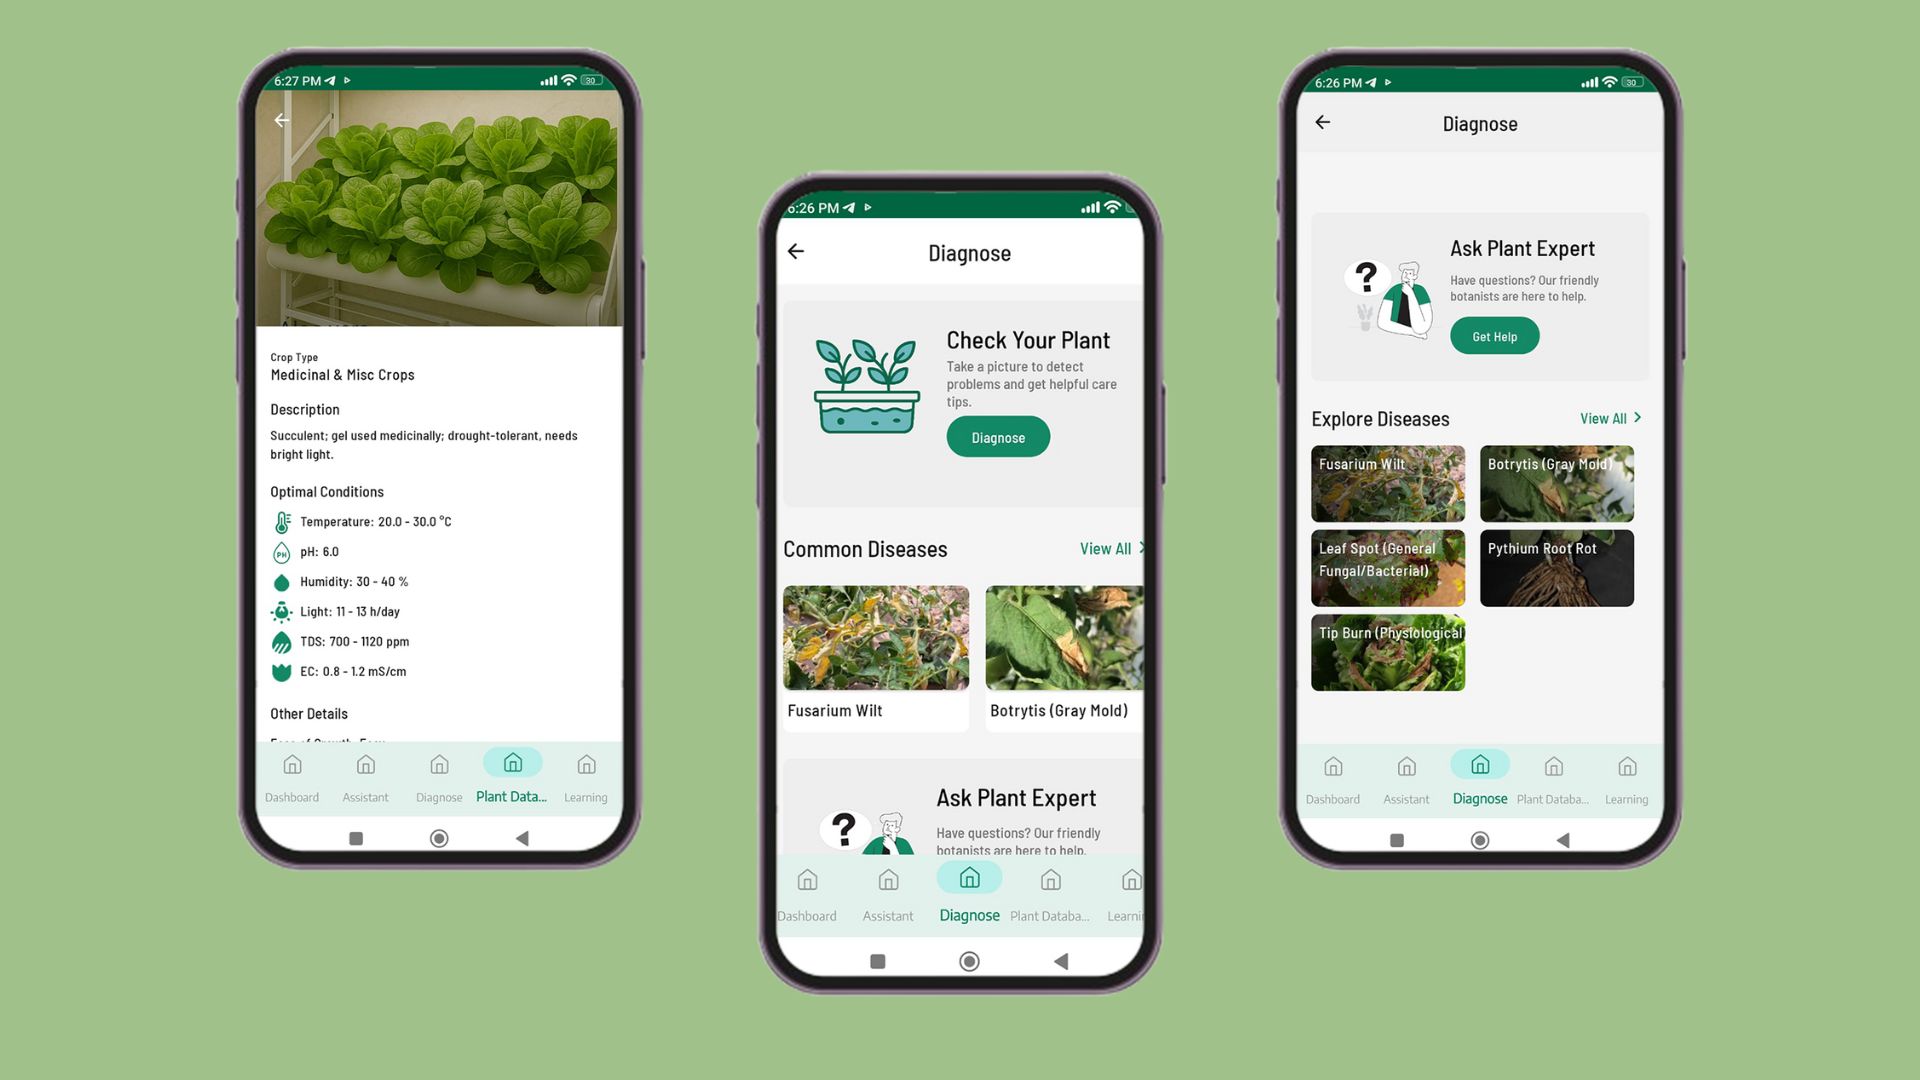 6:27 PM
30
Crop Type
Medicinal & Misc Crops
Description
Succulent; gel used medicinally; drought-tolerant, needs
bright light.
Optimal Conditions
Temperature: 20.0 - 30.0 °C
PH
pH: 6.0
Humidity: 30 - 40 %
Light: 11 - 13 h/day
TDS: 700 - 1120 ppm
EC: 0.8 - 1.2 mS/cm
Other Details
Dashboard
Assistant
Diagnose
Plant Data...
Learning
6:26 PM
Diagnose
Check Your Plant
Take a picture to detect
problems and get helpful care
tips.
Diagnose
Common Diseases
View All
Fusarium Wilt
Botrytis (Gray Mold)
?
Ask Plant Expert
Have questions? Our friendly
botanists are here to help.
Dashboard
Assistant
Diagnose
Plant Databa...
Learni
6:26 PM
30
Diagnose
?
Ask Plant Expert
Have questions? Our friendly
botanists are here to help.
Get Help
Explore Diseases
View All
Fusarium Wilt
Botrytis (Gray Mold)
Leaf Spot (General
Fungal/Bacterial)
Pythium Root Rot
Tip Burn (Physiological
Dashboard
Assistant
Diagnose
Plant Databa...
Learning